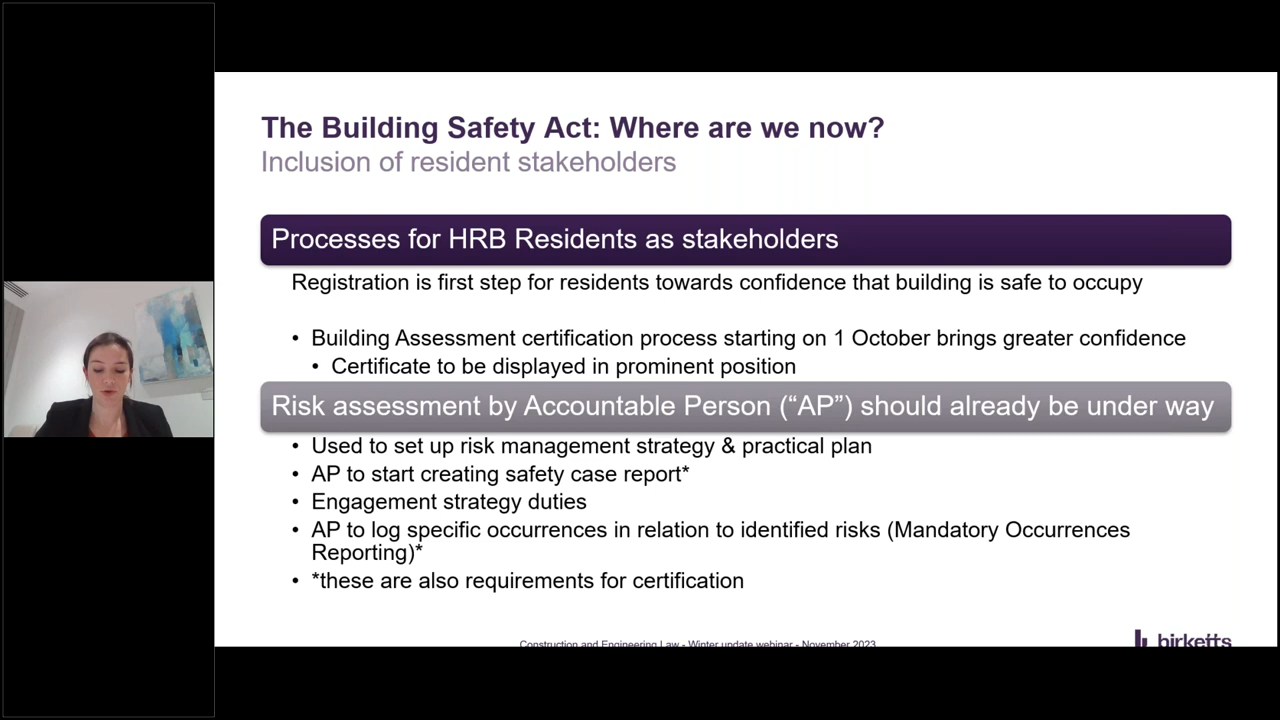 The Building Safety Act: Where are we now?
Inclusion of resident stakeholders
Processes for HRB Residents as stakeholders
Registration is first step for residents towards confidence that building is safe to occupy
• Building Assessment certification process starting on 1 October brings greater confidence
• Certificate to be displayed in prominent position
Risk assessment by Accountable Person (“AP”) should already be under way
• Used to set up risk management strategy & practical plan
• AP to start creating safety case report*
• Engagement strategy duties
• AP to log specific occurrences in relation to identified risks (Mandatory Occurrences
Reporting)*
• *these are also requirements for certification
Construction and Engineering Law - Winter update webinar - November 2023
birketts